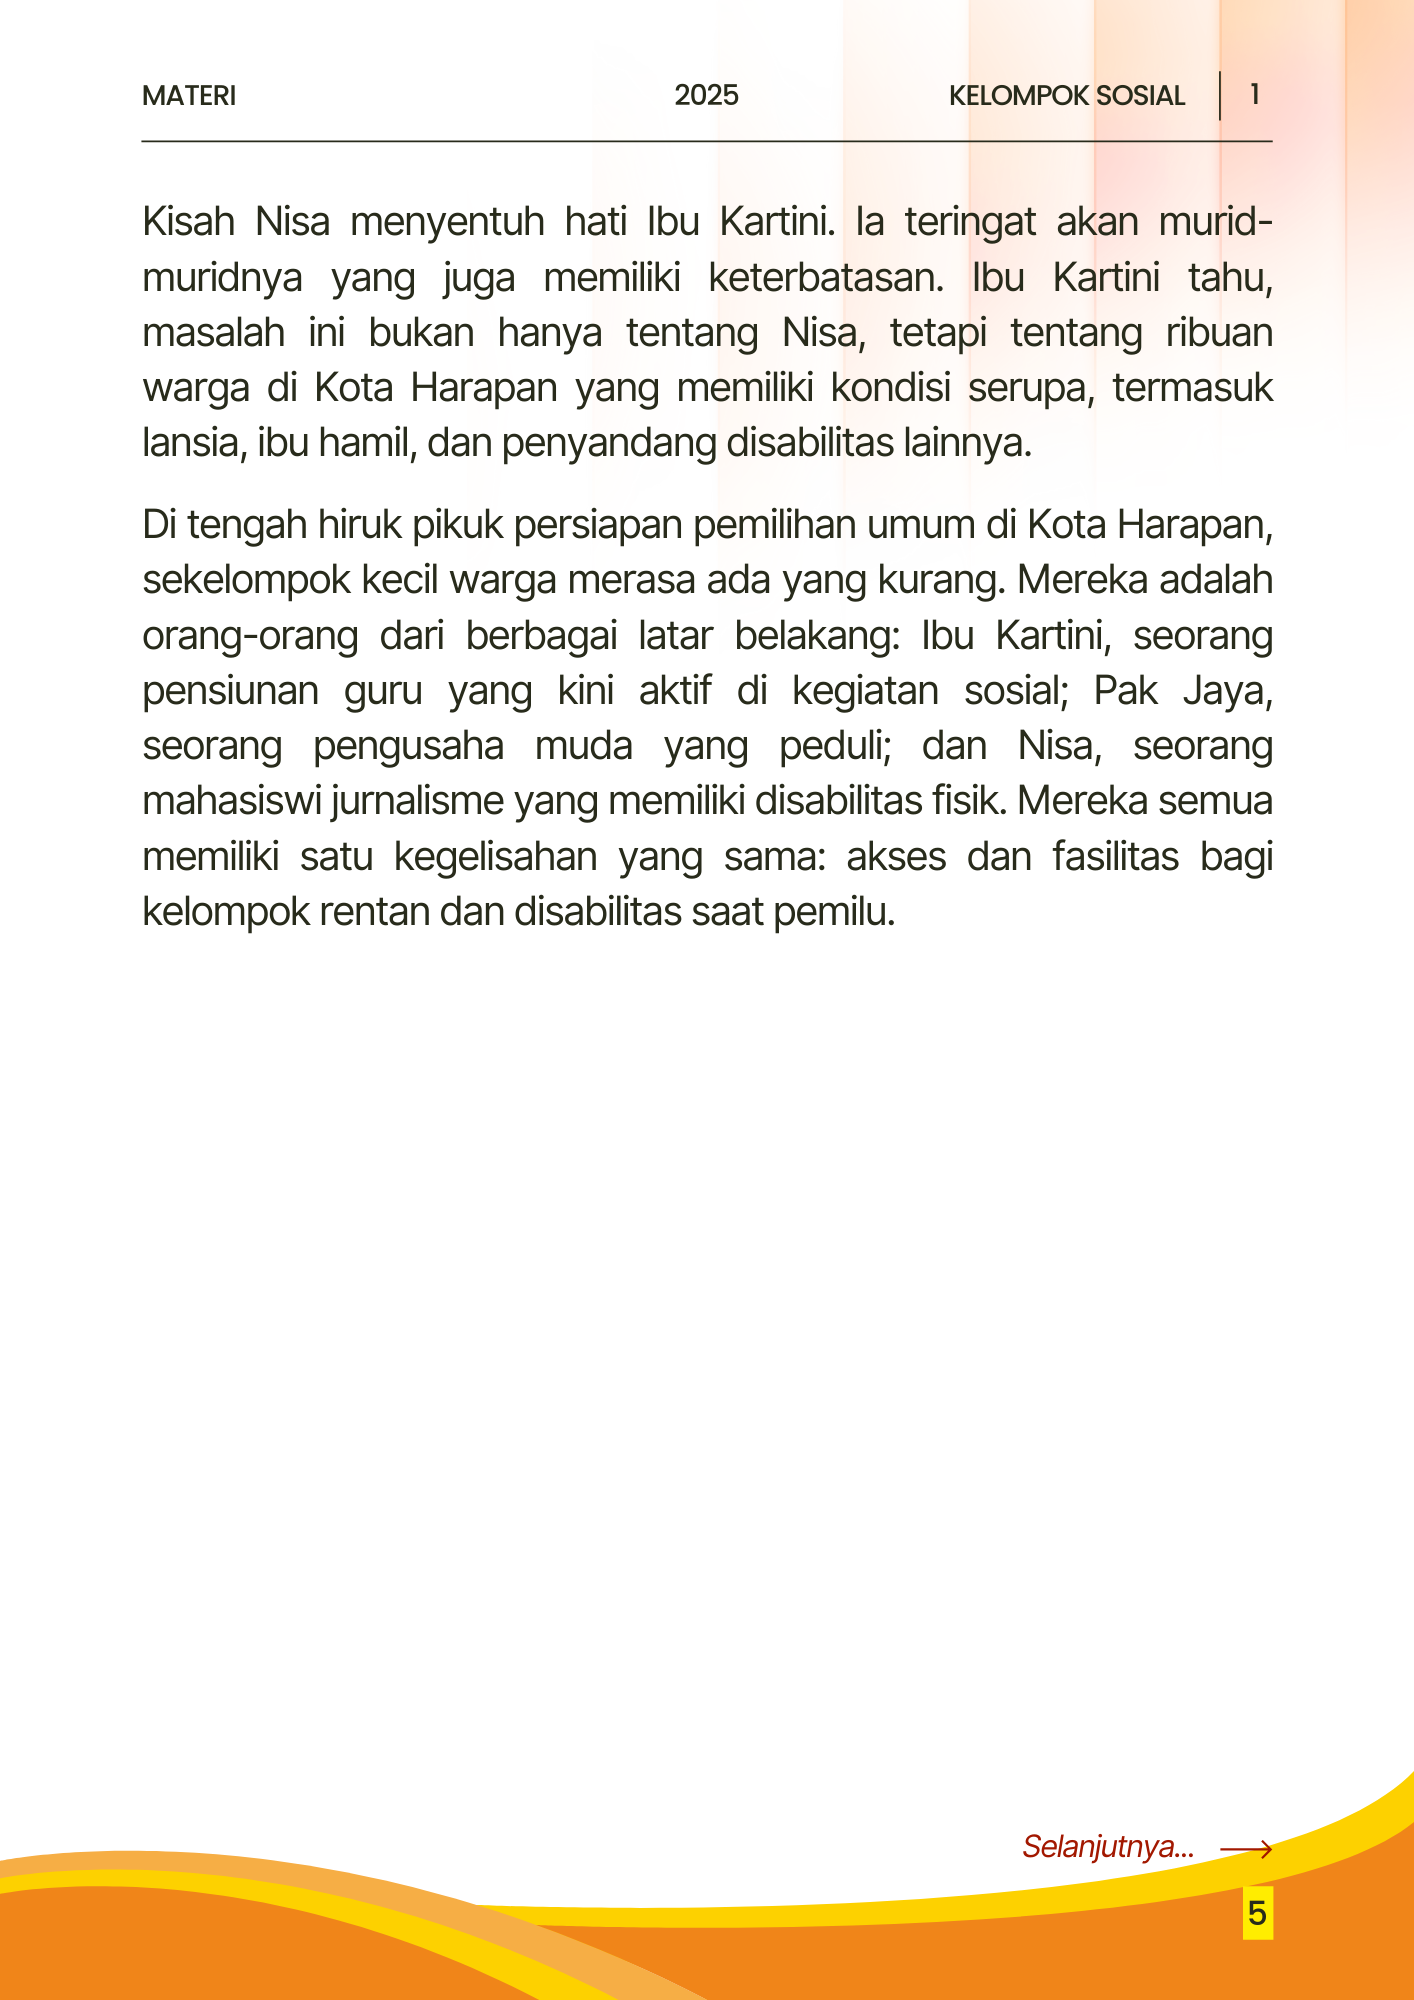 MATERI 2025 KELOMPOK SOSIAL 1
Kisah Nisa menyentuh hati Ibu Kartini. Ia teringat akan murid-
muridnya yang juga memiliki keterbatasan. Ibu Kartini tahu,
masalah ini bukan hanya tentang Nisa, tetapi tentang ribuan
warga di Kota Harapan yang memiliki kondisi serupa, termasuk
lansia, ibu hamil, dan penyandang disabilitas lainnya.
Di tengah hiruk pikuk persiapan pemilihan umum di Kota Harapan,
sekelompok kecil warga merasa ada yang kurang. Mereka adalah
orang-orang dari berbagai latar belakang: Ibu Kartini, seorang
pensiunan guru yang kini aktif di kegiatan sosial; Pak Jaya,
seorang pengusaha muda yang peduli; dan Nisa, seorang
mahasiswi jurnalisme yang memiliki disabilitas fisik. Mereka semua
memiliki satu kegelisahan yang sama: akses dan fasilitas bagi
kelompok rentan dan disabilitas saat pemilu.
Selanjutnya...
5